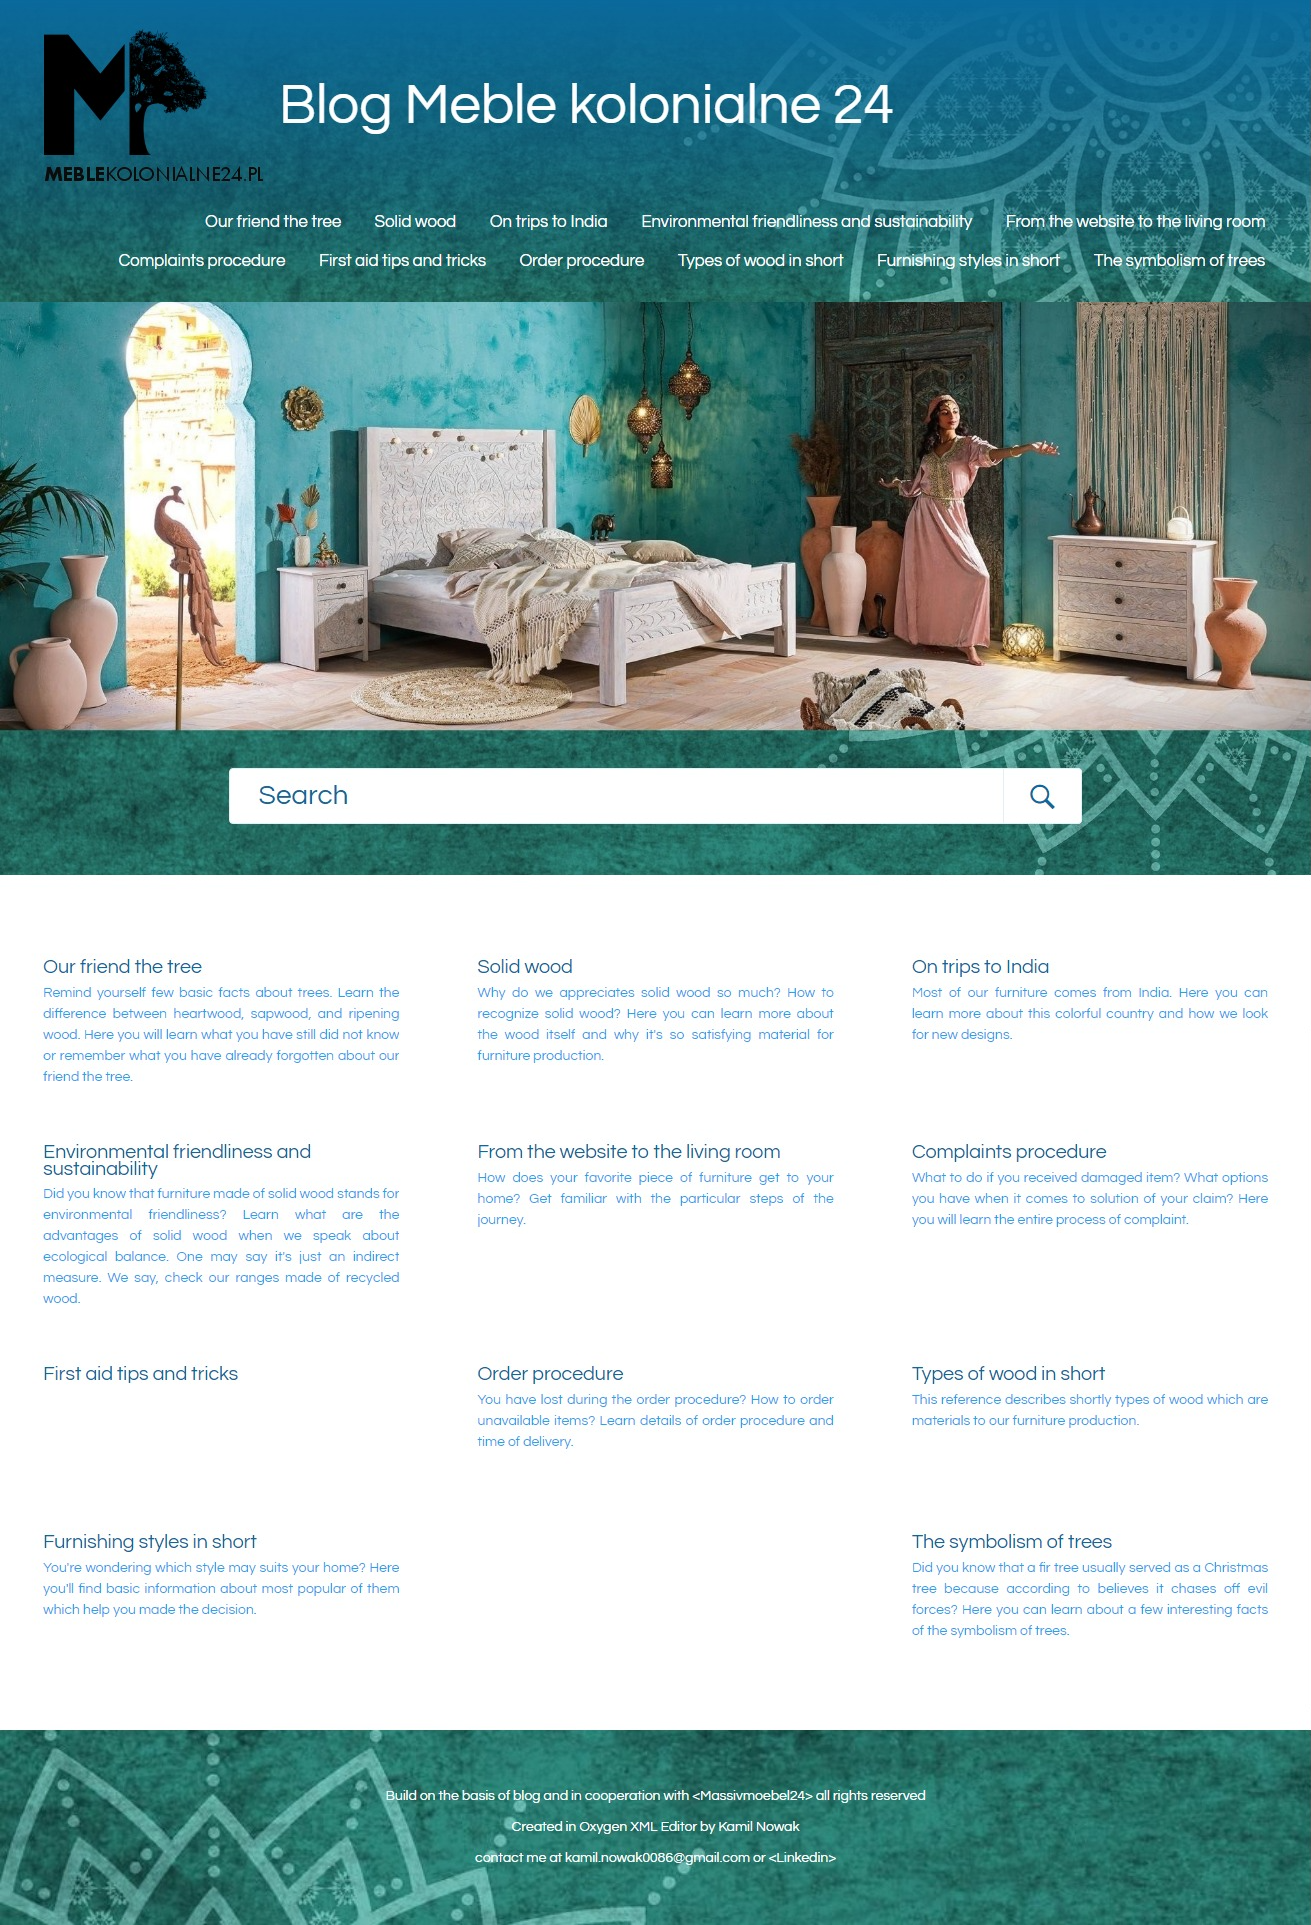 MEBLEKOLONIALNE24.PL
Blog Meble kolonialne 24
Our friend the tree Solid wood On trips to India Environmental friendliness and sustainability From the website to the living room
Complaints procedure First aid tips and tricks Order procedure Types of wood in short Furnishing styles in short The symbolism of trees
Search
Our friend the tree
Remind yourself few basic facts about trees. Learn the
difference between heartwood, sapwood, and ripening
wood. Here you will learn what you have still did not know
or remember what you have already forgotten about our
friend the tree.
Solid wood
Why do we appreciates solid wood so much? How to
recognize solid wood? Here you can learn more about
the wood itself and why it's so satisfying material for
furniture production.
On trips to India
Most of our furniture comes from India. Here you can
learn more about this colorful country and how we look
for new designs.
Environmental friendliness and
sustainability
Did you know that furniture made of solid wood stands for
environmental friendliness? Learn what are the
advantages of solid wood when we speak about
ecological balance. One may say it's just an indirect
measure. We say, check our ranges made of recycled
wood.
From the website to the living room
How does your favorite piece of furniture get to your
home? Get familiar with the particular steps of the
journey.
Complaints procedure
What to do if you received damaged item? What options
you have when it comes to solution of your claim? Here
you will learn the entire process of complaint.
First aid tips and tricks
Order procedure
You have lost during the order procedure? How to order
unavailable items? Learn details of order procedure and
time of delivery.
Types of wood in short
This reference describes shortly types of wood which are
materials to our furniture production.
Furnishing styles in short
You're wondering which style may suits your home? Here
you'll find basic information about most popular of them
which help you made the decision.
The symbolism of trees
Did you know that a fir tree usually served as a Christmas
tree because according to believes it chases off evil
forces? Here you can learn about a few interesting facts
of the symbolism of trees.
Build on the basis of blog and in cooperation with <Massivmoebel24> all rights reserved
Created in Oxygen XML Editor by Kamil Nowak
contact me at kamil.nowak0086@gmail.com or <Linkedin>